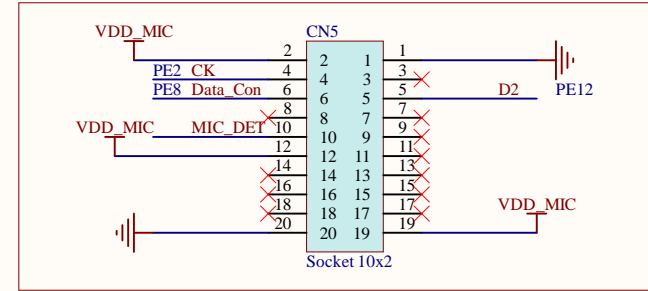 VDD_MIC CN5
2 2 1 1
PE2 CK 4 4 3 3
PE8 Data_Con 6 6 5 5 D2 PE12
8 8 7 7
VDD_MIC MIC_DET 10 10 9 9
12 12 11 11
14 14 13 13
16 16 15 15
18 18 17 17 VDD_MIC
20 20 19 19
Socket 10x2